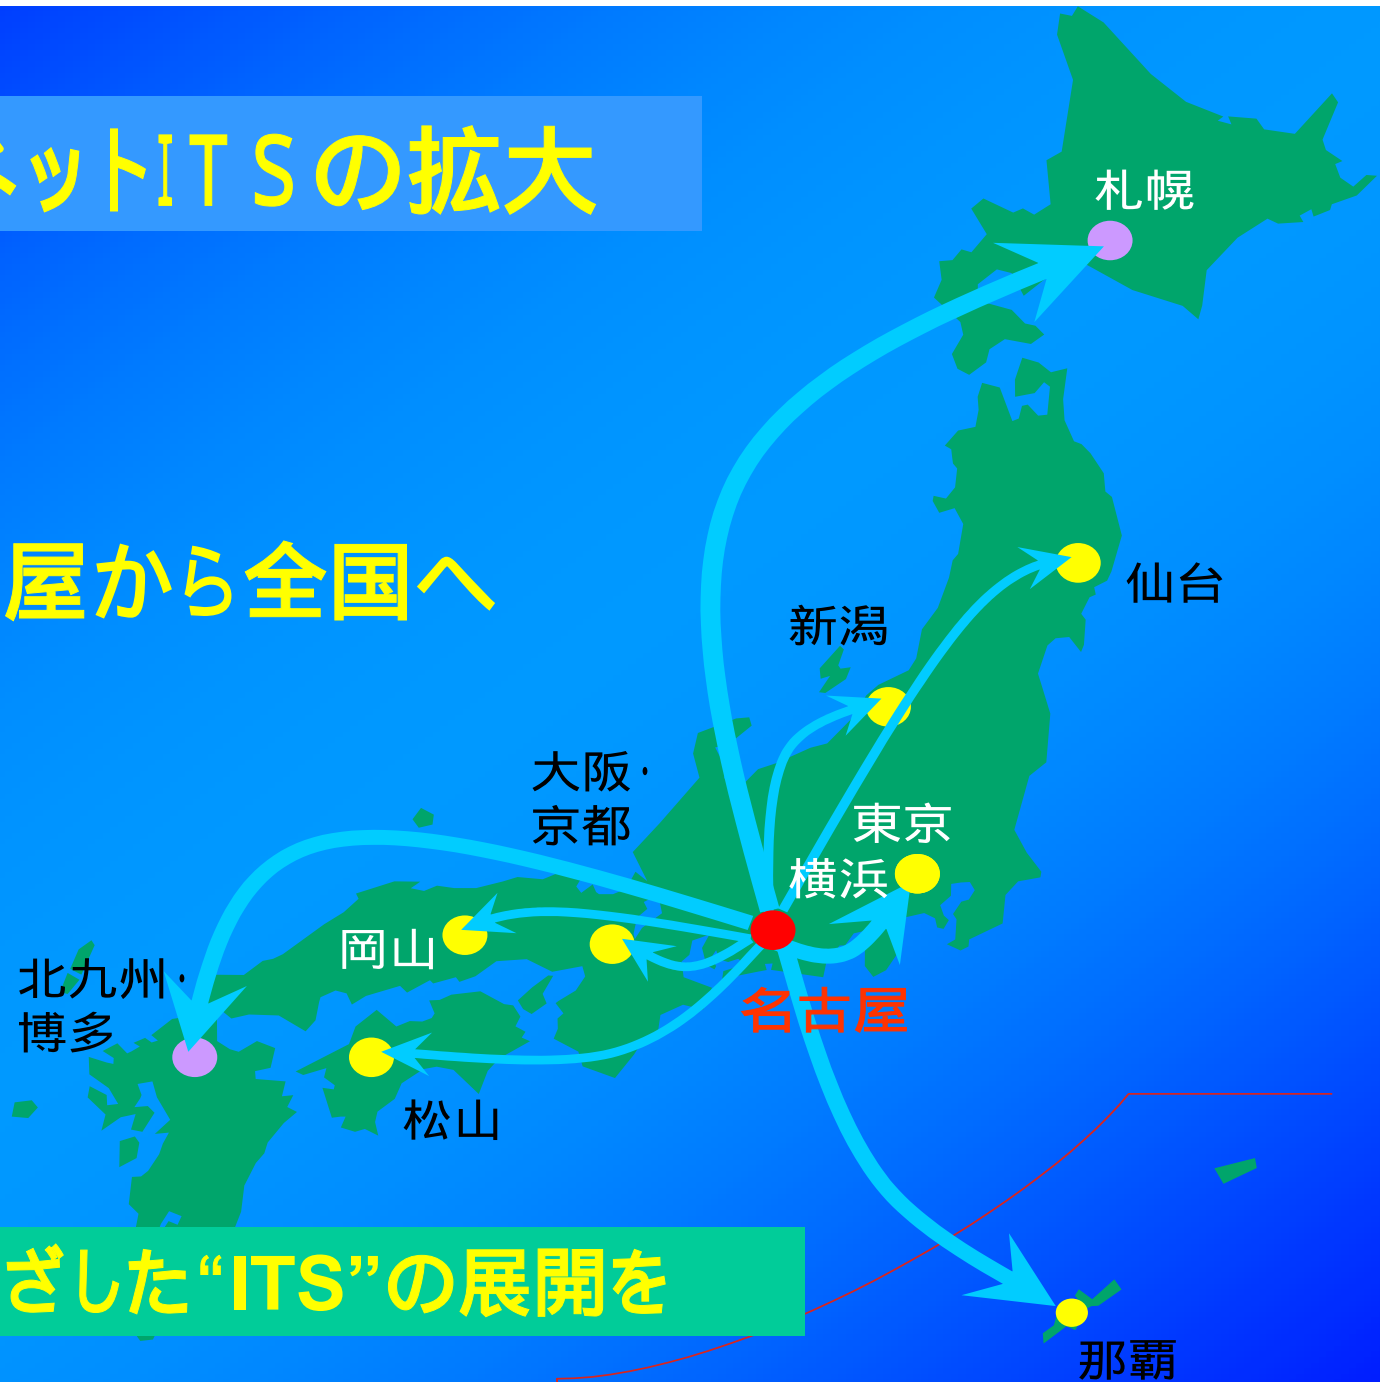 ネットＩＴＳの拡大
札幌
屋から全国へ
仙台
新潟
大阪・
京都
東京
横浜
岡山
北九州・
博多
名古屋
松山
ざした“ITS”の展開を
那覇